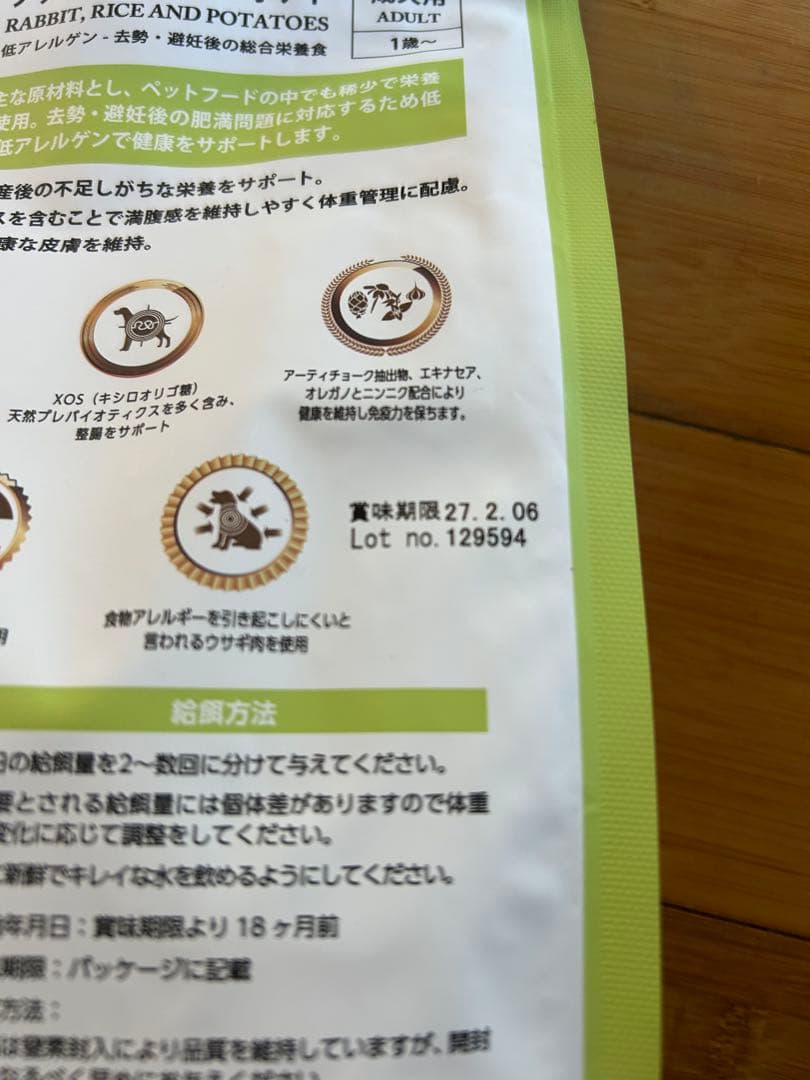 RABBIT, RICE AND POTATOES
ADULT
1歳～
低アレルゲン - 去勢・避妊後の総合栄養食
主な原材料とし、ペットフードの中でも稀少で栄養
使用。去勢・避妊後の肥満問題に対応するため低
低アレルゲンで健康をサポートします。
産後の不足しがちな栄養をサポート。
スを含むことで満腹感を維持しやすく体重管理に配慮。
康な皮膚を維持。
XOS（キシロオリゴ糖）
天然プレバイオティクスを多く含み、
整腸をサポート
アーティチョーク抽出物、エキナセア、
オレガノとニンニク配合により
健康を維持し免疫力を保ちます。
賞味期限27.2.06
Lot no.129594
食物アレルギーを引き起こしにくいと
言われるウサギ肉を使用
用
給餌方法
日の給餌量を2～数回に分けて与えてください。
要とされる給餌量には個体差がありますので体重
変化に応じて調整をしてください。
に新鮮でキレイな水を飲めるようにしてください。
年月日：賞味期限より18ヶ月前
期限：パッケージに記載
方法：
は窒素封入により品質を維持していますが、開封